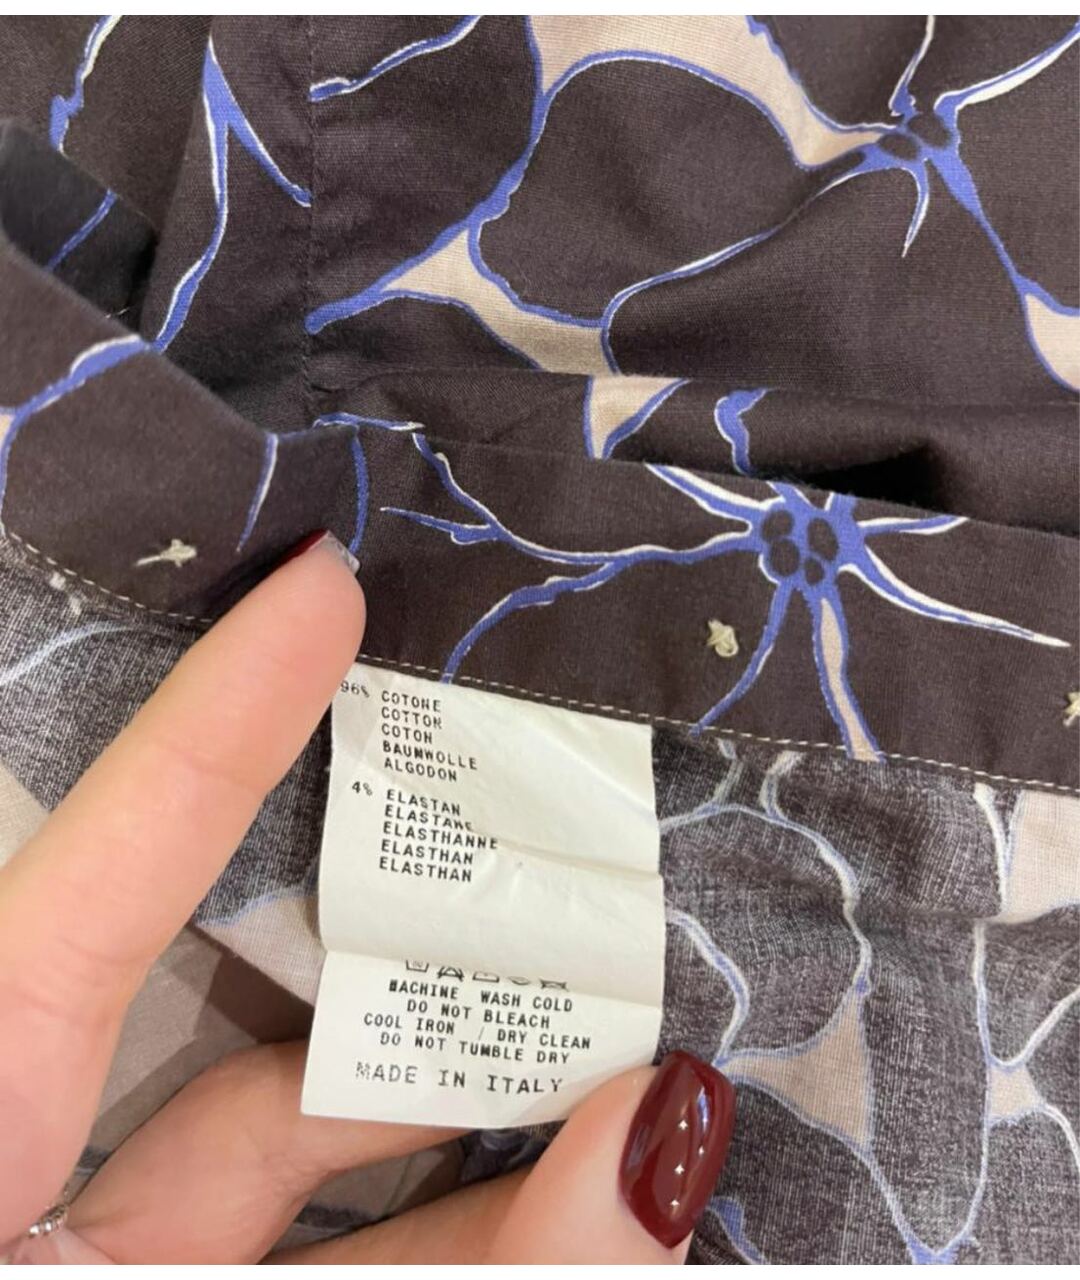 96% COTONE
COTTON
COTON
BAUMWOLLE
ALGODON
4% ELASTAN
ELASTANE
ELASTHANNE
ELASTHAN
ELASTHAN
MACHINE WASH COLD
DO NOT BLEACH
COOL IRON / DRY CLEAN
DO NOT TUMBLE DRY
MADE IN ITALY